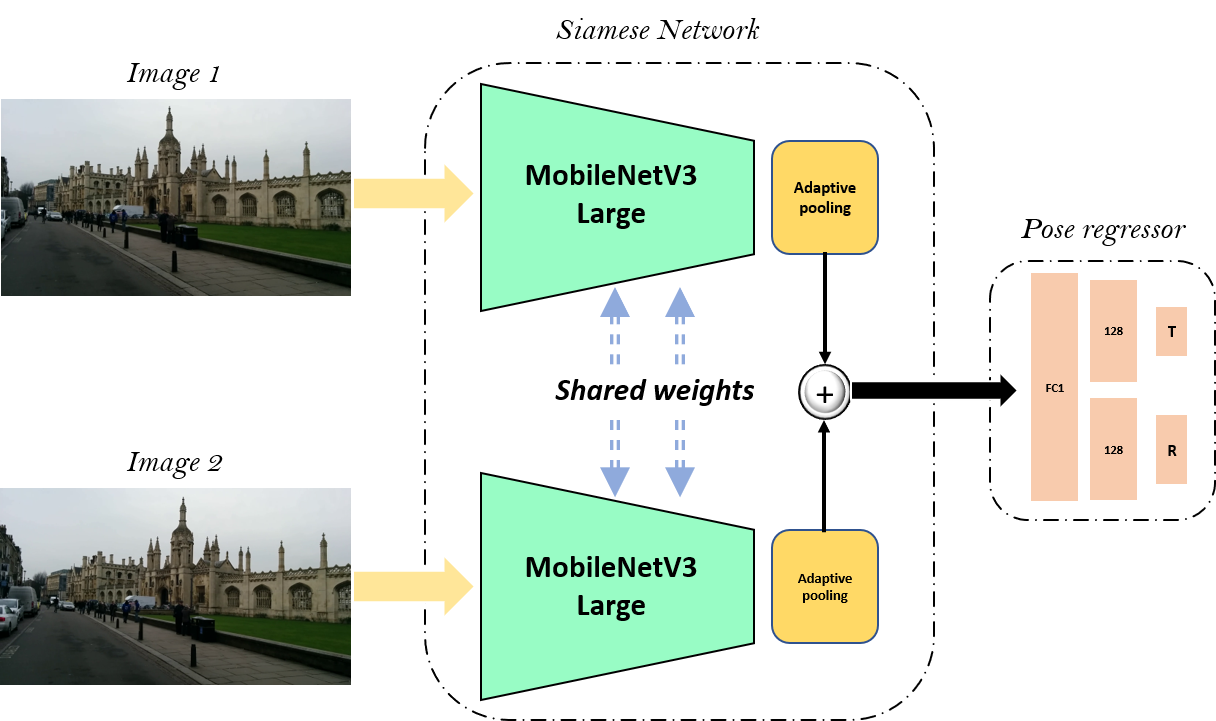 Siamese Network
Image 1
MobileNetV3
Large
Adaptive
pooling
Pose regressor
128
T
Shared weights
+
FC1
128
R
Image 2
MobileNetV3
Large
Adaptive
pooling